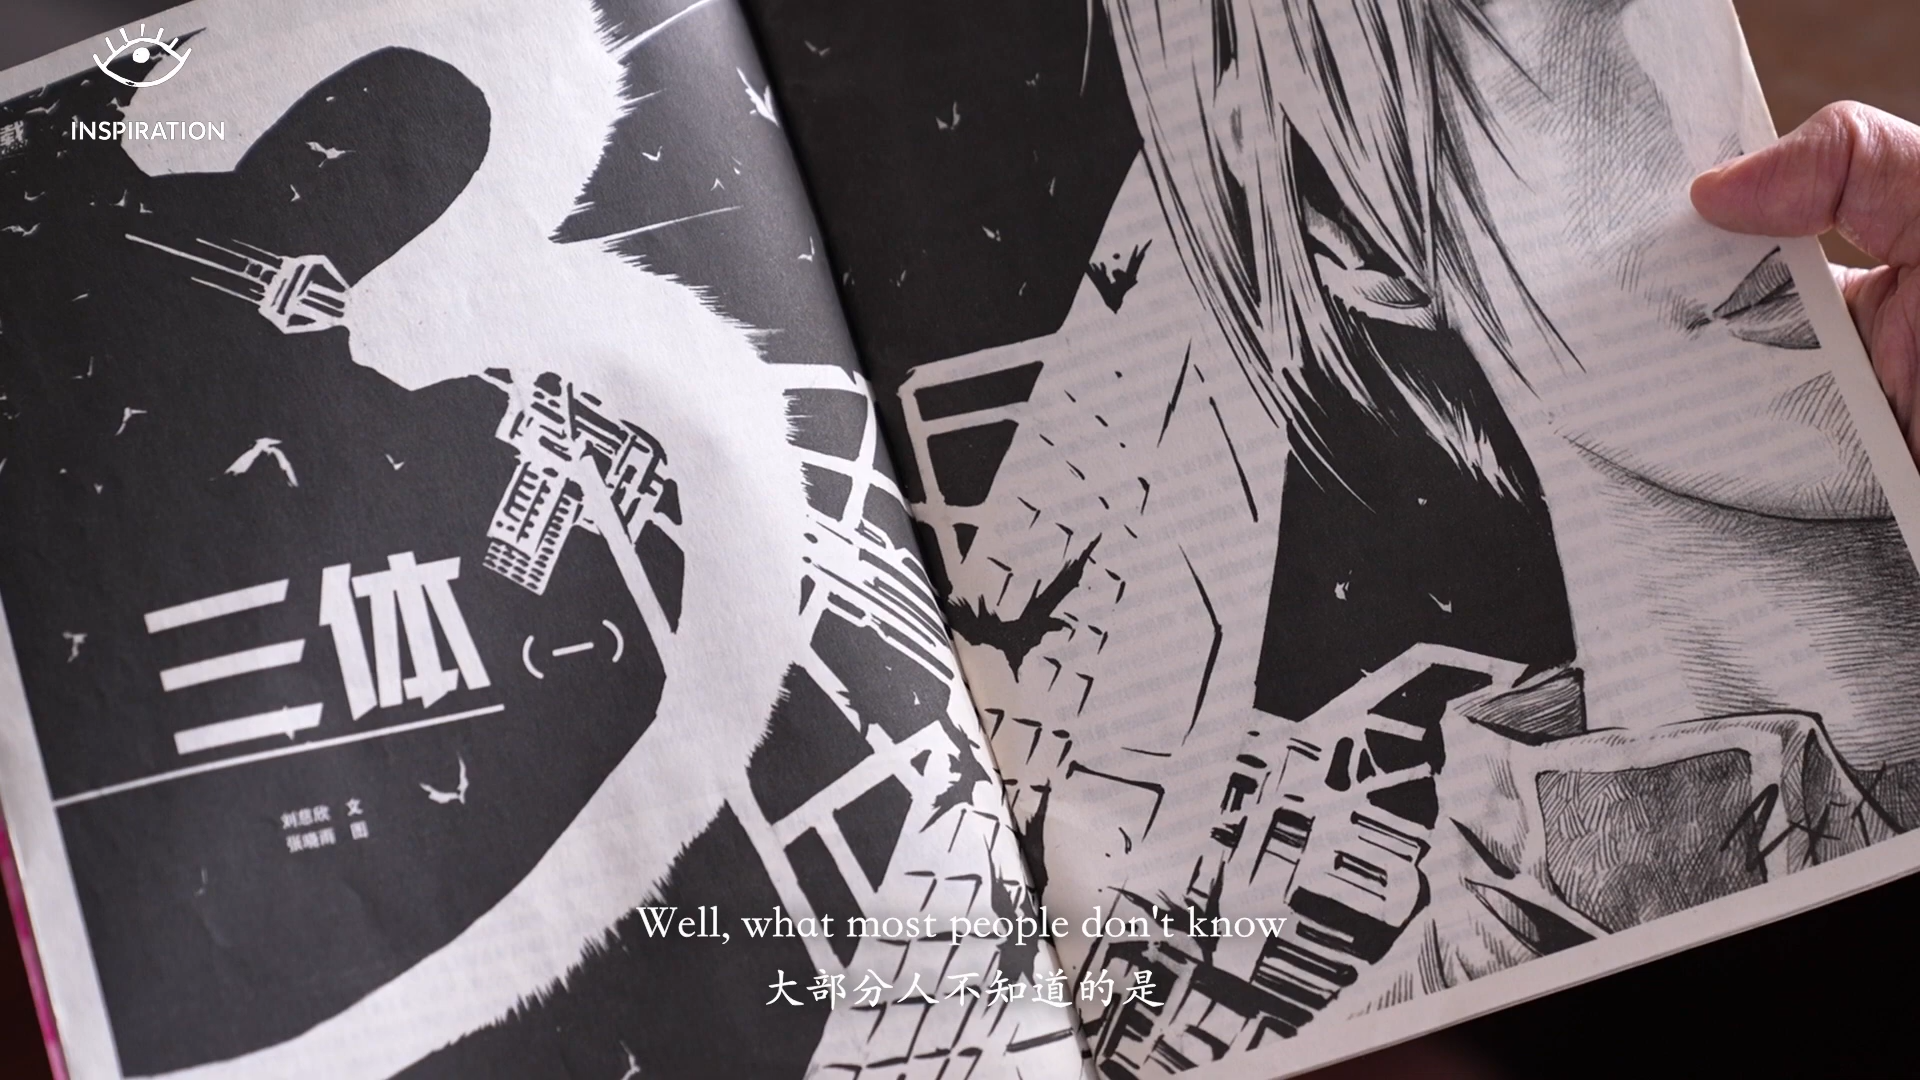 INSPIRATION
载
三体
（一）
刘慈欣 文
张晓雨 图
Well, what most people don't know
大部分人不知道的是